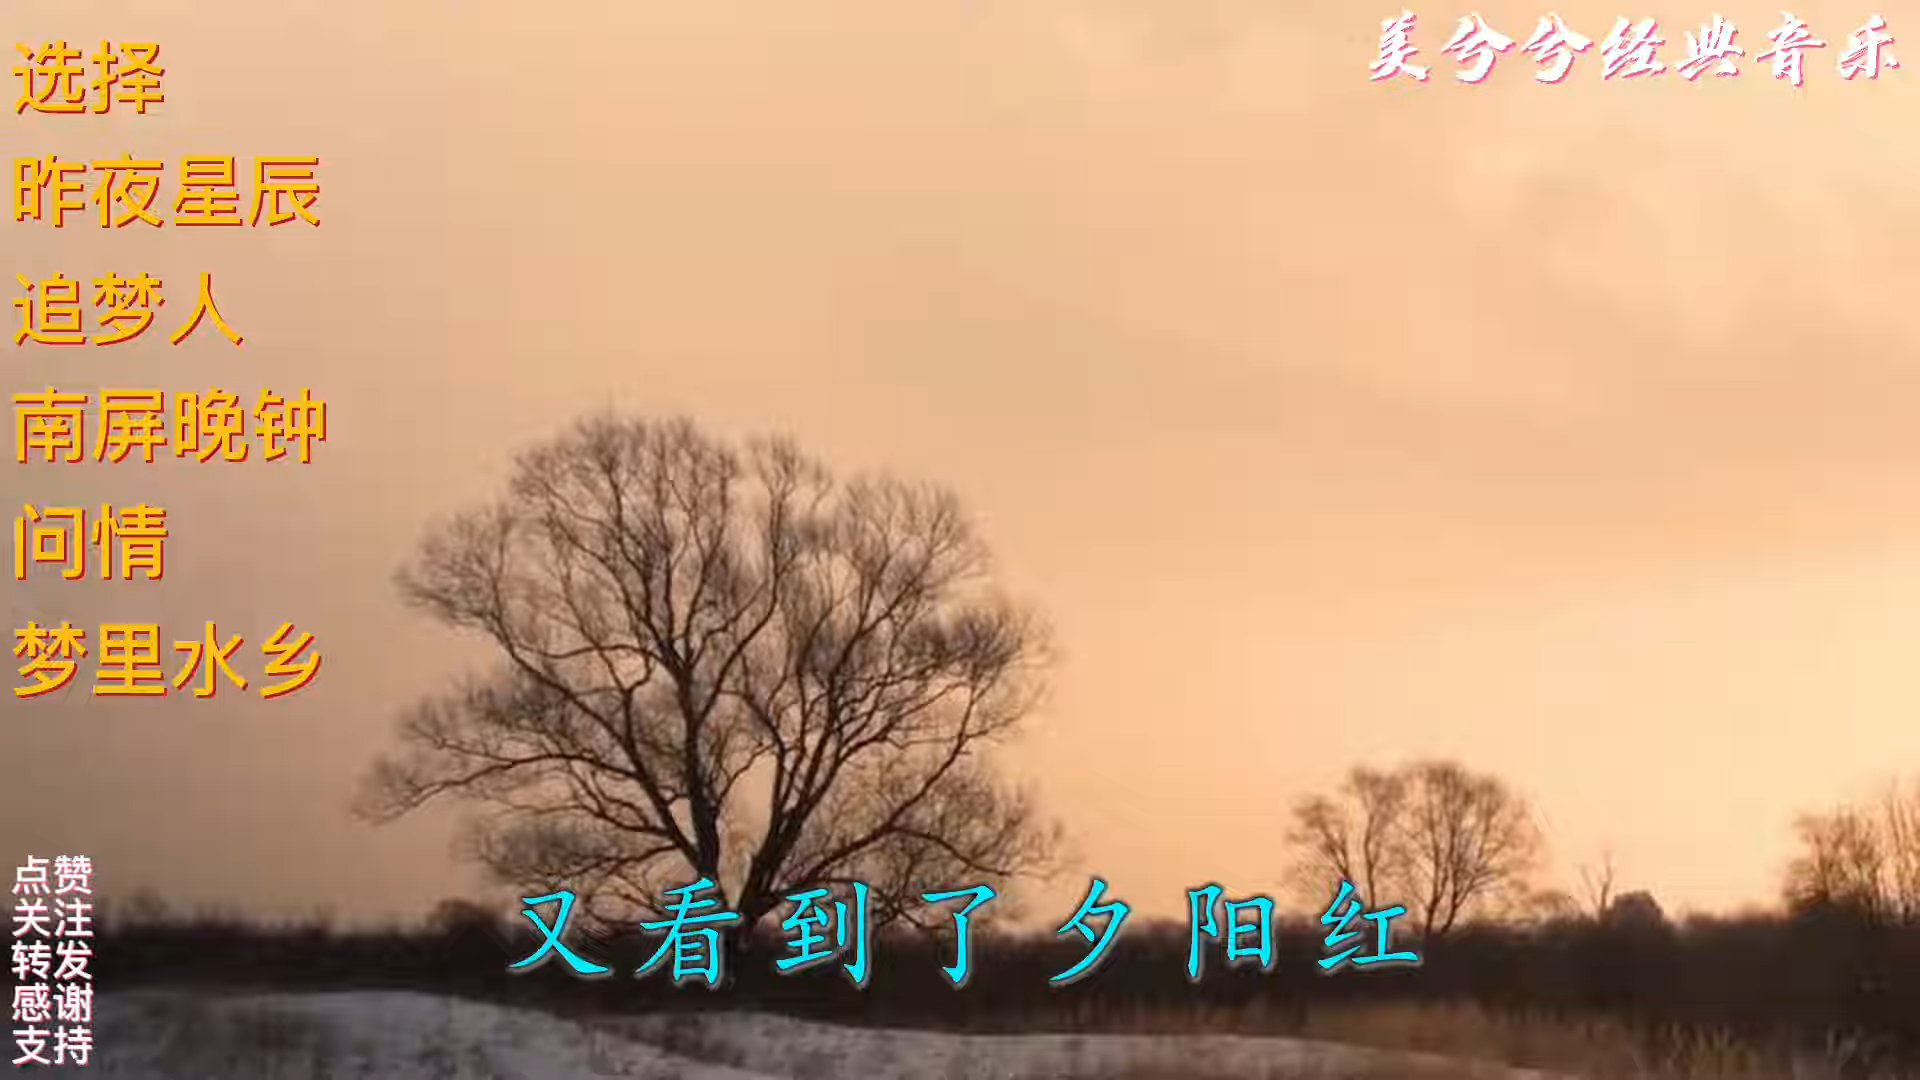 选择
昨夜星辰
追梦人
南屏晚钟
问情
梦里水乡
美兮兮经典音乐
又看到了夕阳红
点赞
关注
转发
感谢
支持